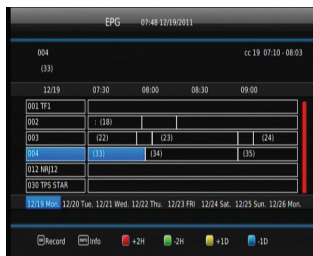 EPG 07:48 12/19/2011
004 cc 19 07:10 - 08:03
(33)
12/19 07:30 08:00 08:30 09:00
001 TF1
002 : (18)
003 (22) (23) (24)
004 (33) (34) (35)
012 NRJ12
030 TPS STAR
12/19 Mon. 12/20 Tue. 12/21 Wed. 12/22 Thu. 12/23 FRI 12/24 Sat. 12/25 Sun. 12/26 Mon.
Record Info +2H -2H +1D -1D